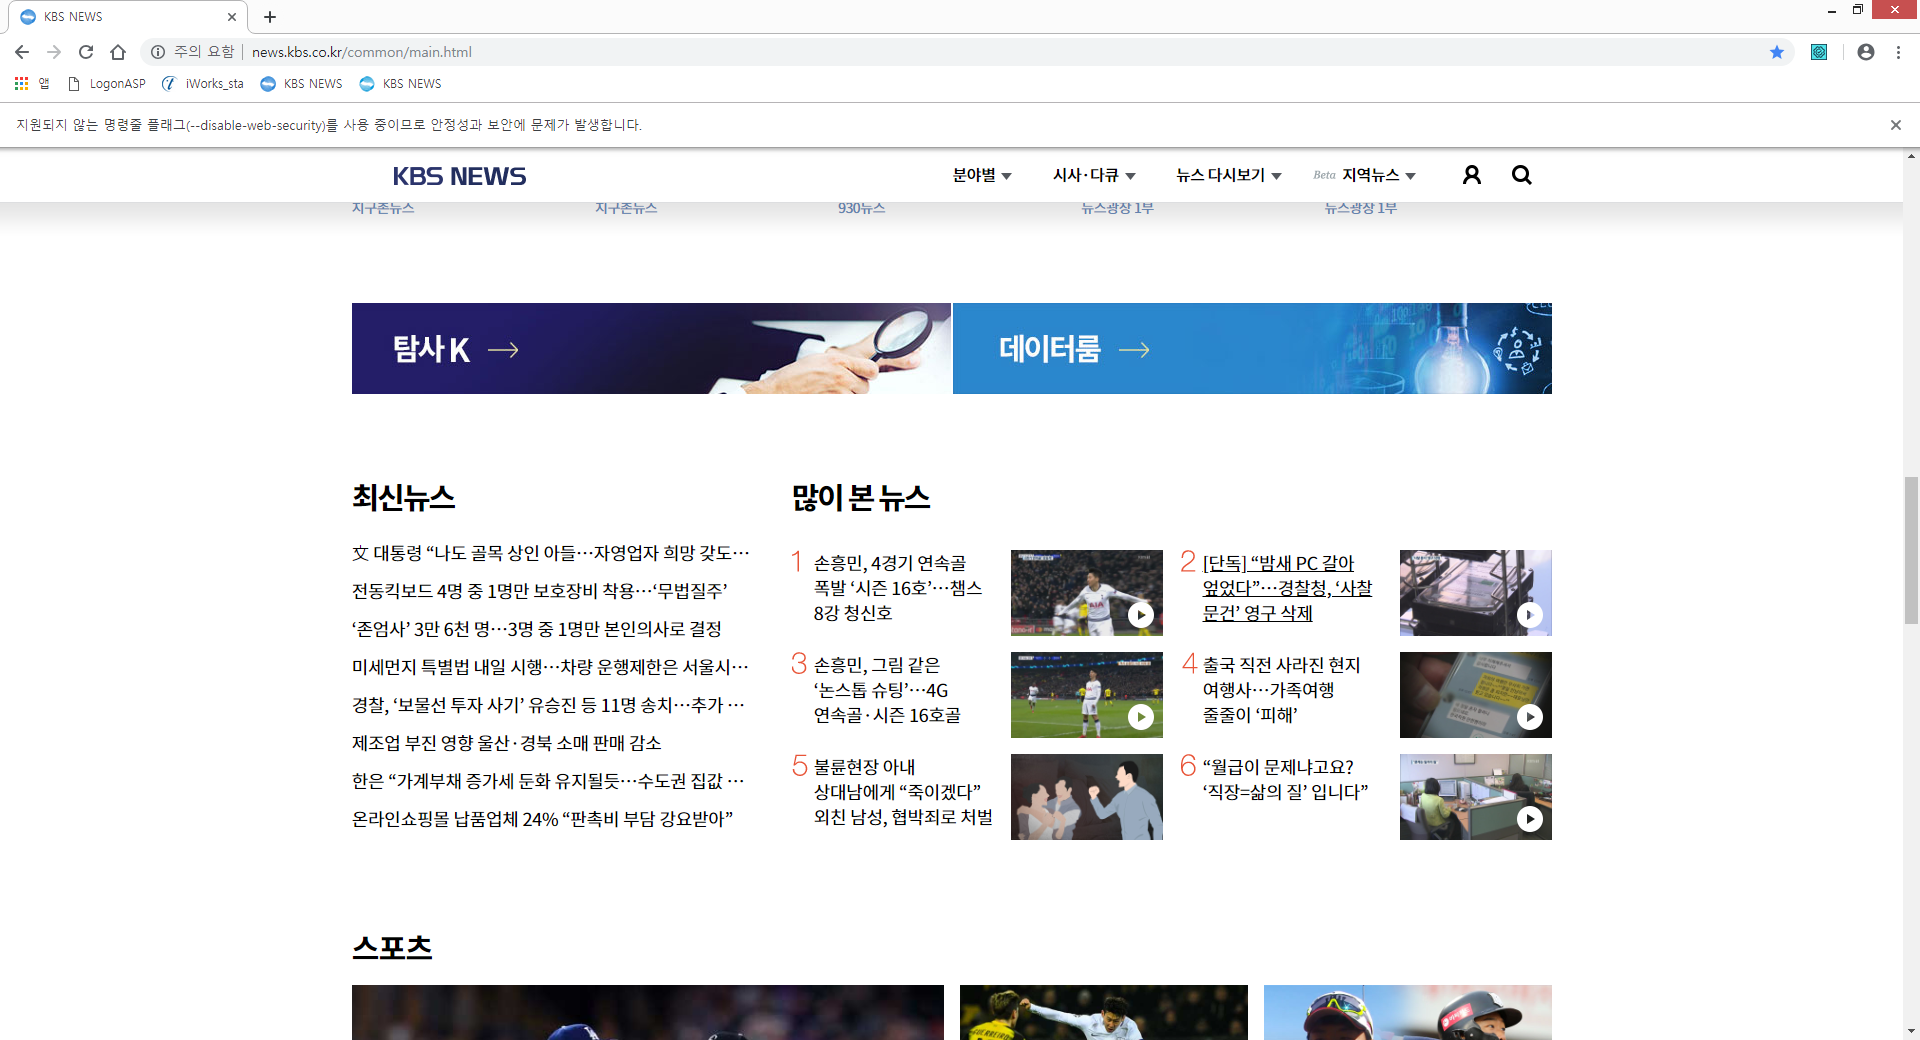 KBS NEWS
주의 요함 news.kbs.co.kr/common/main.html
앱 LogonASP iWorks_sta KBS NEWS KBS NEWS
지원되지 않는 명령줄 플래그(--disable-web-security)를 사용 중이므로 안정성과 보안에 문제가 발생합니다.
KBS NEWS 분야별 시사·다큐 뉴스 다시보기 Beta 지역뉴스
지구촌뉴스 지구촌뉴스 930뉴스 뉴스광장 1부 뉴스광장 1부
탐사 K 데이터룸
최신뉴스
文 대통령 “나도 골목 상인 아들…자영업자 희망 갖도…
전동킥보드 4명 중 1명만 보호장비 착용…‘무법질주’
‘존엄사’ 3만 6천 명…3명 중 1명만 본인의사로 결정
미세먼지 특별법 내일 시행…차량 운행제한은 서울시…
경찰, ‘보물선 투자 사기’ 유승진 등 11명 송치…추가 …
제조업 부진 영향 울산·경북 소매 판매 감소
한은 “가계부채 증가세 둔화 유지될듯…수도권 집값 …
온라인쇼핑몰 납품업체 24% “판촉비 부담 강요받아”
많이 본 뉴스
1 손흥민, 4경기 연속골
폭발 ‘시즌 16호’…챔스
8강 청신호
2 [단독] “밤새 PC 갈아
엎었다”…경찰청, ‘사찰
문건’ 영구 삭제
3 손흥민, 그림 같은
‘논스톱 슈팅’…4G
연속골·시즌 16호골
4 출국 직전 사라진 현지
여행사…가족여행
줄줄이 ‘피해’
5 불륜현장 아내
상대남에게 “죽이겠다”
외친 남성, 협박죄로 처벌
6 “월급이 문제냐고요?
‘직장=삶의 질’ 입니다”
스포츠